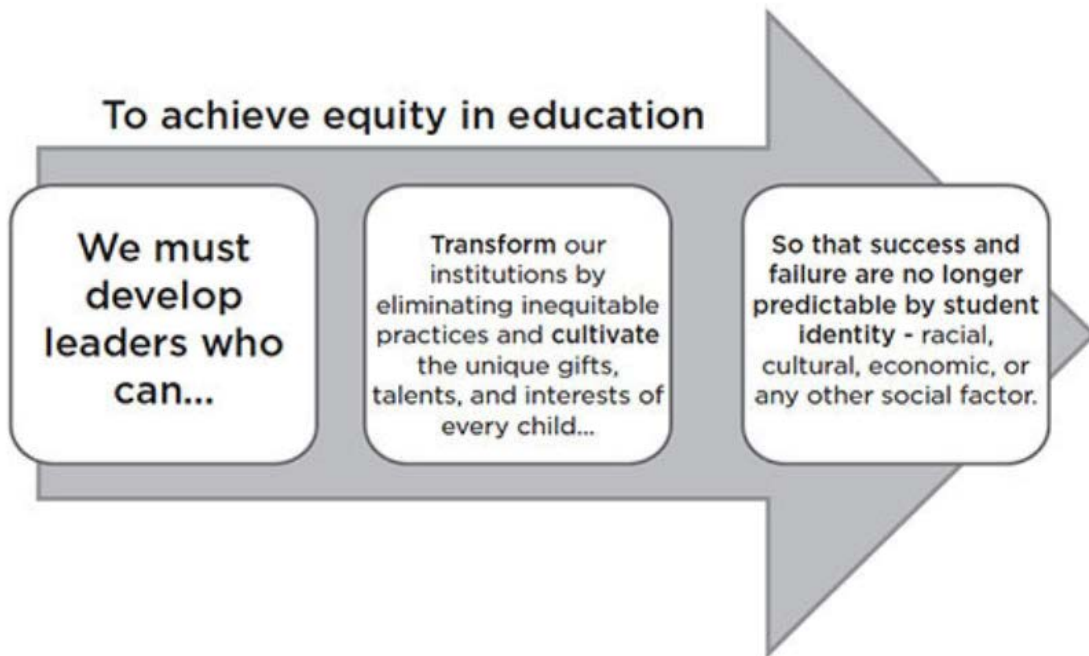 To achieve equity in education
We must
develop
leaders who
can...
Transform our
institutions by
eliminating inequitable
practices and cultivate
the unique gifts,
talents, and interests of
every child...
So that success and
failure are no longer
predictable by student
identity - racial,
cultural, economic, or
any other social factor.